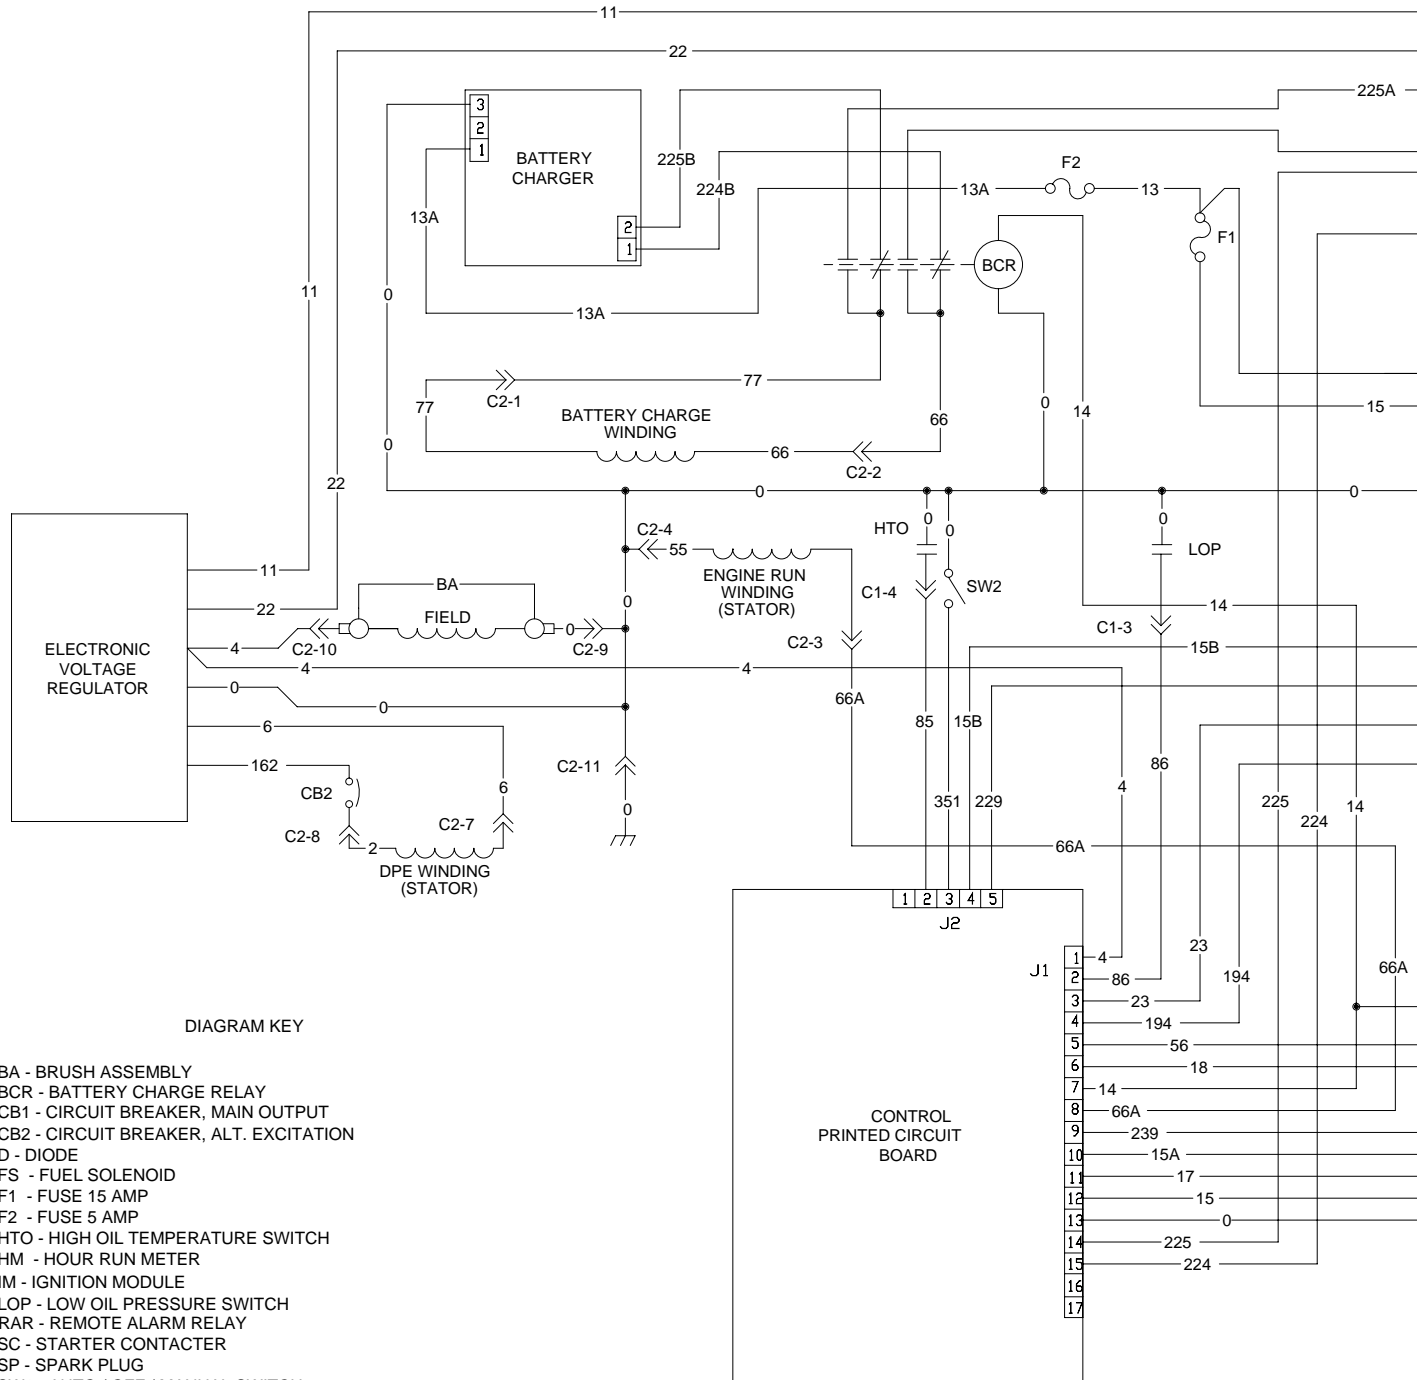 11
22
225A
3
2
1
BATTERY
CHARGER
225B
224B
F2
13A
13
13A
2
1
F1
BCR
11
0
13A
77
C2-1
77
BATTERY CHARGE
WINDING
66
66
C2-2
0
14
15
0
22
0
0
HTO
0
0
0
C2-4
55
ENGINE RUN
WINDING
(STATOR)
LOP
C1-4
SW2
11
BA
22
FIELD
0
14
C1-3
ELECTRONIC
VOLTAGE
REGULATOR
4
C2-10
0
C2-9
C2-3
15B
4
4
0
0
66A
85
15B
6
162
CB2
C2-11
86
6
4
351
229
225
14
0
224
C2-8
2
C2-7
DPE WINDING
(STATOR)
66A
1
2
3
4
5
J2
23
J1
1
4
194
66A
2
86
3
23
4
194
5
56
6
18
7
14
8
66A
9
239
10
15A
11
17
12
15
13
0
14
225
15
224
16
17
CONTROL
PRINTED CIRCUIT
BOARD
DIAGRAM KEY
BA - BRUSH ASSEMBLY
BCR - BATTERY CHARGE RELAY
CB1 - CIRCUIT BREAKER, MAIN OUTPUT
CB2 - CIRCUIT BREAKER, ALT. EXCITATION
D - DIODE
FS - FUEL SOLENOID
F1 - FUSE 15 AMP
F2 - FUSE 5 AMP
HTO - HIGH OIL TEMPERATURE SWITCH
HM - HOUR RUN METER
IM - IGNITION MODULE
LOP - LOW OIL PRESSURE SWITCH
RAR - REMOTE ALARM RELAY
SC - STARTER CONTACTER
SP - SPARK PLUG